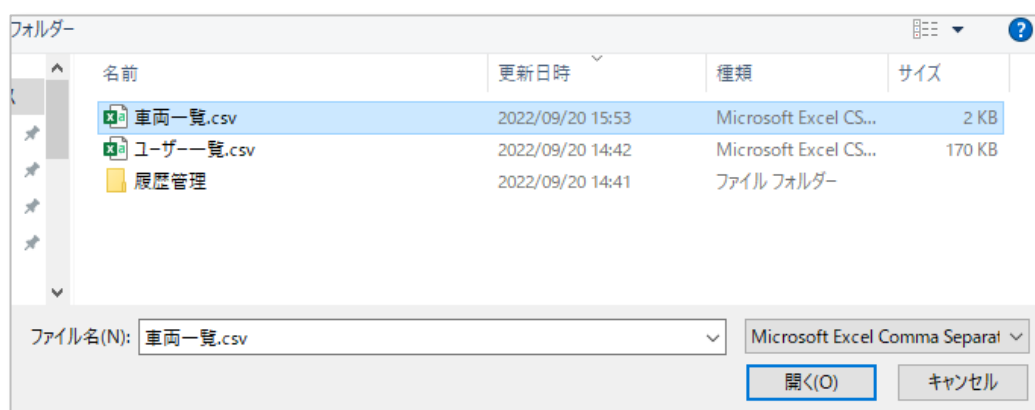 フォルダー
名前 更新日時 種類 サイズ
車両一覧.csv 2022/09/20 15:53 Microsoft Excel CS... 2 KB
ユーザー一覧.csv 2022/09/20 14:42 Microsoft Excel CS... 170 KB
履歴管理 2022/09/20 14:41 ファイル フォルダー
ファイル名(N): 車両一覧.csv Microsoft Excel Comma Separat
開く(O) キャンセル